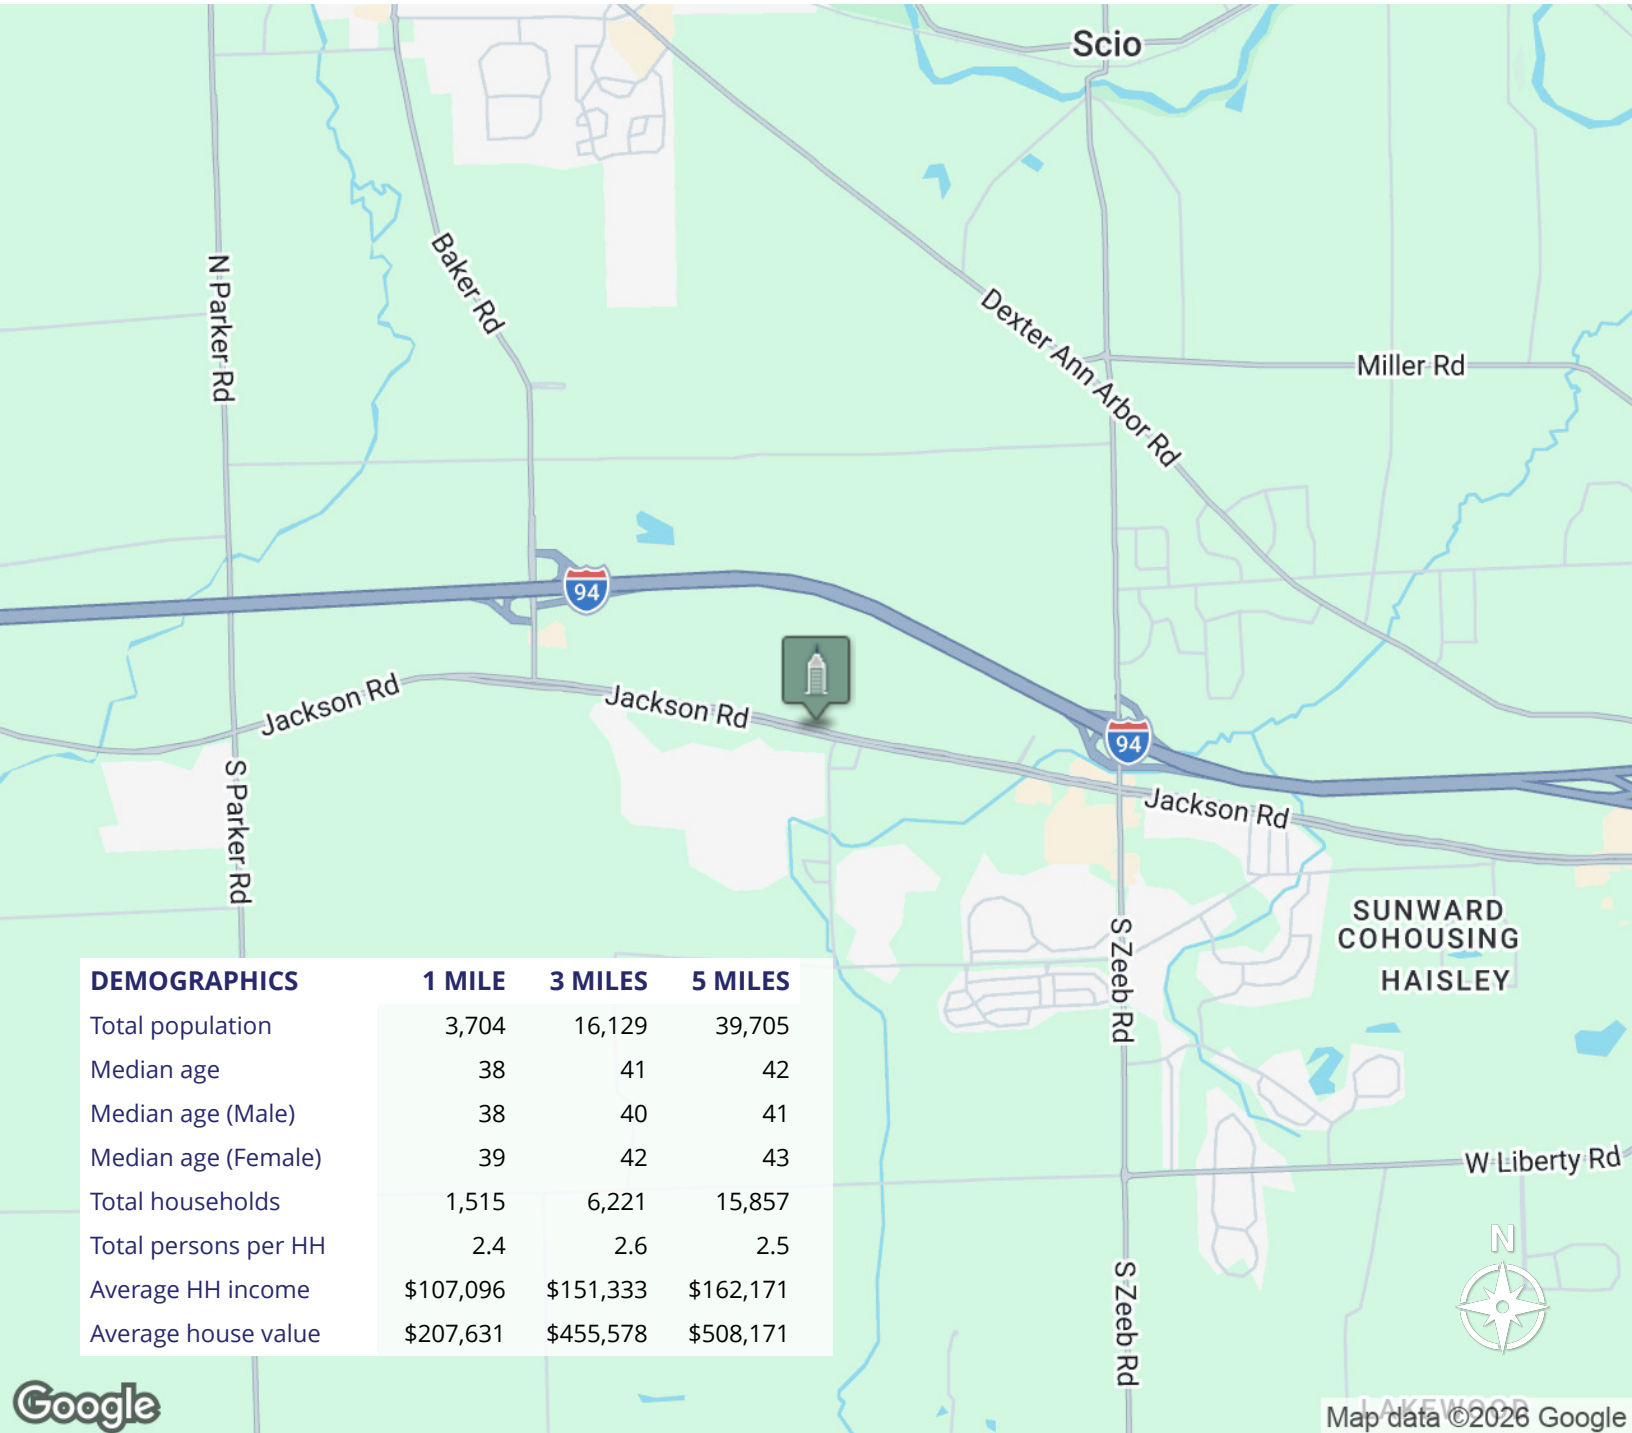 Scio
N Parker Rd
Baker Rd
Dexter Ann Arbor Rd
Miller Rd
94
Jackson Rd
Jackson Rd
94
Jackson Rd
S Parker Rd
SUNWARD
COHOUSING
HAISLEY
S Zeeb Rd
DEMOGRAPHICS 1 MILE 3 MILES 5 MILES
Total population 3,704 16,129 39,705
Median age 38 41 42
Median age (Male) 38 40 41
Median age (Female) 39 42 43
Total households 1,515 6,221 15,857
Total persons per HH 2.4 2.6 2.5
Average HH income $107,096 $151,333 $162,171
Average house value $207,631 $455,578 $508,171
W Liberty Rd
N
S Zeeb Rd
LAKEWOOD
Google
Map data ©2026 Google